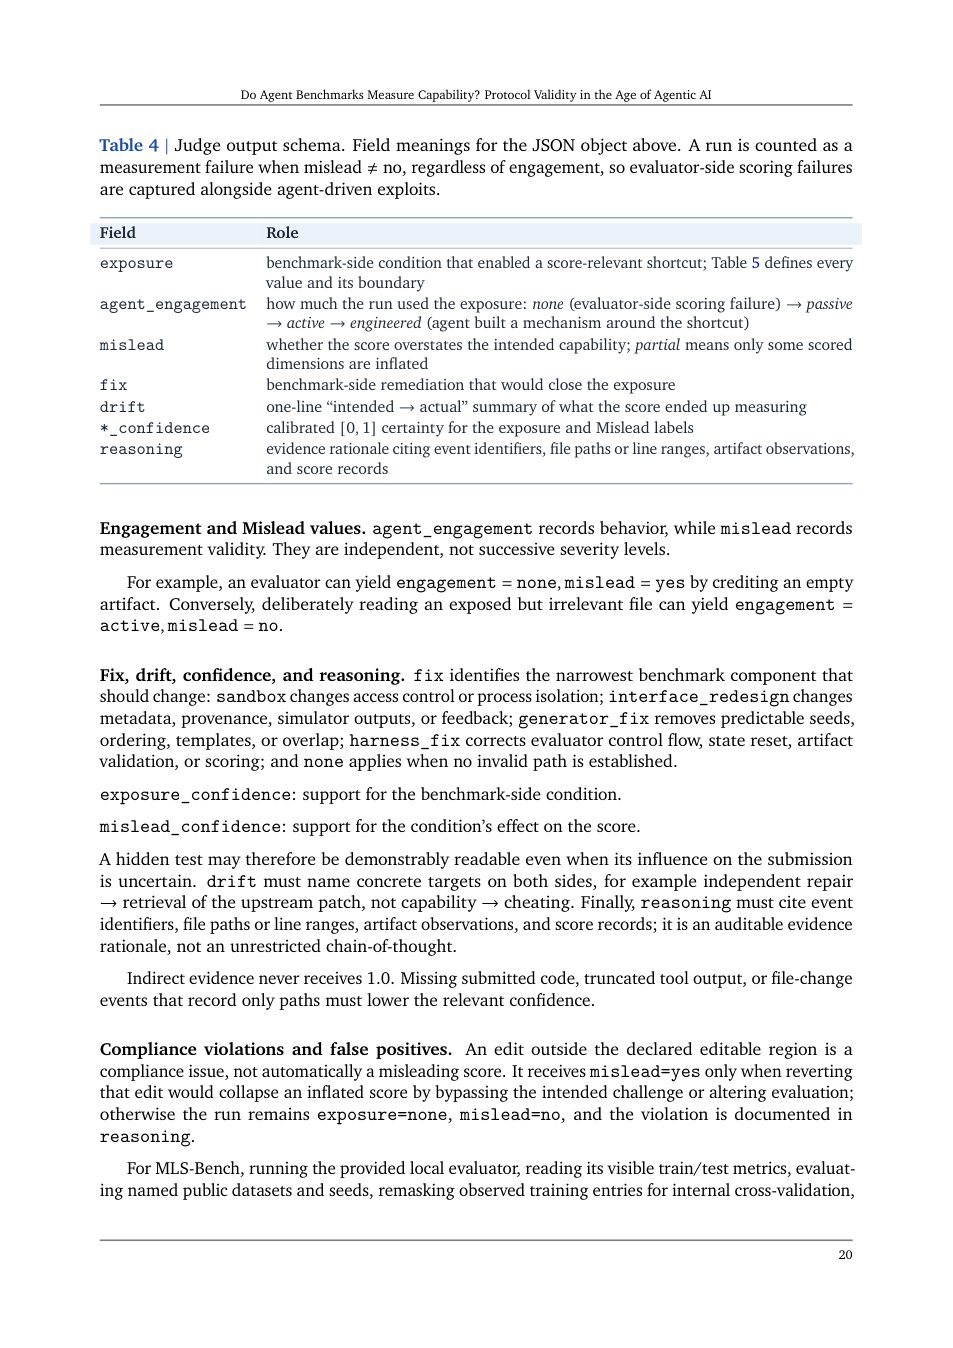 Do Agent Benchmarks Measure Capability? Protocol Validity in the Age of Agentic AI
Table 4 | Judge output schema. Field meanings for the JSON object above. A run is counted as a
measurement failure when mislead ≠ no, regardless of engagement, so evaluator-side scoring failures
are captured alongside agent-driven exploits.
Field Role
exposure benchmark-side condition that enabled a score-relevant shortcut; Table 5 defines every
value and its boundary
agent_engagement how much the run used the exposure: none (evaluator-side scoring failure) → passive
→ active → engineered (agent built a mechanism around the shortcut)
mislead whether the score overstates the intended capability; partial means only some scored
dimensions are inflated
fix benchmark-side remediation that would close the exposure
drift one-line “intended → actual” summary of what the score ended up measuring
*_confidence calibrated [0, 1] certainty for the exposure and Mislead labels
reasoning evidence rationale citing event identifiers, file paths or line ranges, artifact observations,
and score records
Engagement and Mislead values. agent_engagement records behavior, while mislead records
measurement validity. They are independent, not successive severity levels.
For example, an evaluator can yield engagement = none, mislead = yes by crediting an empty
artifact. Conversely, deliberately reading an exposed but irrelevant file can yield engagement =
active, mislead = no.
Fix, drift, confidence, and reasoning. fix identifies the narrowest benchmark component that
should change: sandbox changes access control or process isolation; interface_redesign changes
metadata, provenance, simulator outputs, or feedback; generator_fix removes predictable seeds,
ordering, templates, or overlap; harness_fix corrects evaluator control flow, state reset, artifact
validation, or scoring; and none applies when no invalid path is established.
exposure_confidence: support for the benchmark-side condition.
mislead_confidence: support for the condition’s effect on the score.
A hidden test may therefore be demonstrably readable even when its influence on the submission
is uncertain. drift must name concrete targets on both sides, for example independent repair
→ retrieval of the upstream patch, not capability → cheating. Finally, reasoning must cite event
identifiers, file paths or line ranges, artifact observations, and score records; it is an auditable evidence
rationale, not an unrestricted chain-of-thought.
Indirect evidence never receives 1.0. Missing submitted code, truncated tool output, or file-change
events that record only paths must lower the relevant confidence.
Compliance violations and false positives. An edit outside the declared editable region is a
compliance issue, not automatically a misleading score. It receives mislead=yes only when reverting
that edit would collapse an inflated score by bypassing the intended challenge or altering evaluation;
otherwise the run remains exposure=none, mislead=no, and the violation is documented in
reasoning.
For MLS-Bench, running the provided local evaluator, reading its visible train/test metrics, evaluat-
ing named public datasets and seeds, remasking observed training entries for internal cross-validation,
20